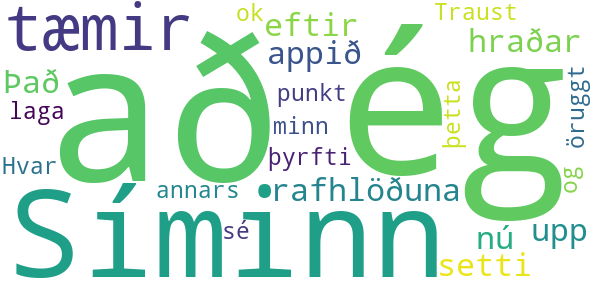 tæmir
ok
eftir
Traust
hraðar
appið
Það
að
ég
laga
punkt
þetta
öruggt
minn
Hvar
þyrfti
og
annars
rafhlöðuna
Síminn
sé
nú
upp
setti